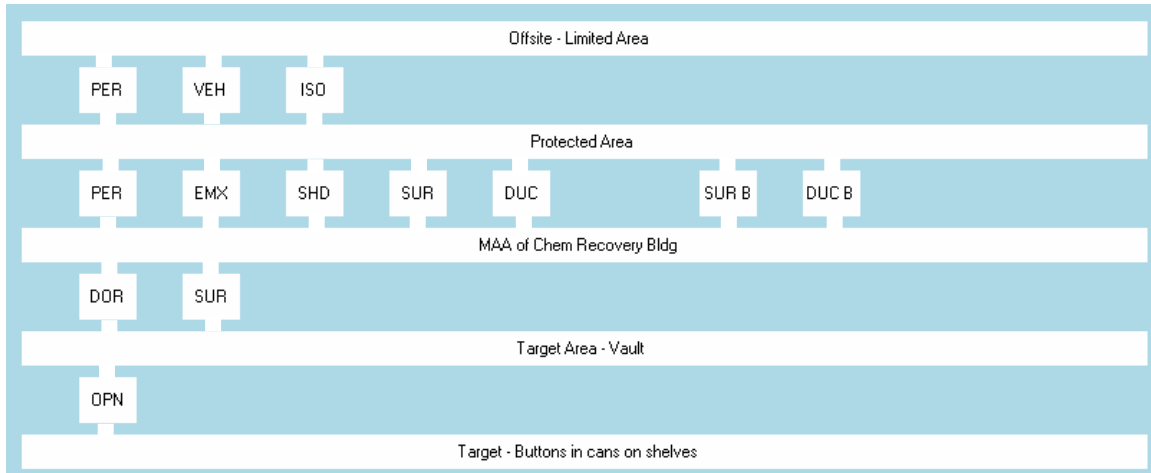 Offsite - Limited Area
PER VEH ISO
Protected Area
PER EMX SHD SUR DUC SUR B DUC B
MAA of Chem Recovery Bldg
DOR SUR
Target Area - Vault
OPN
Target - Buttons in cans on shelves